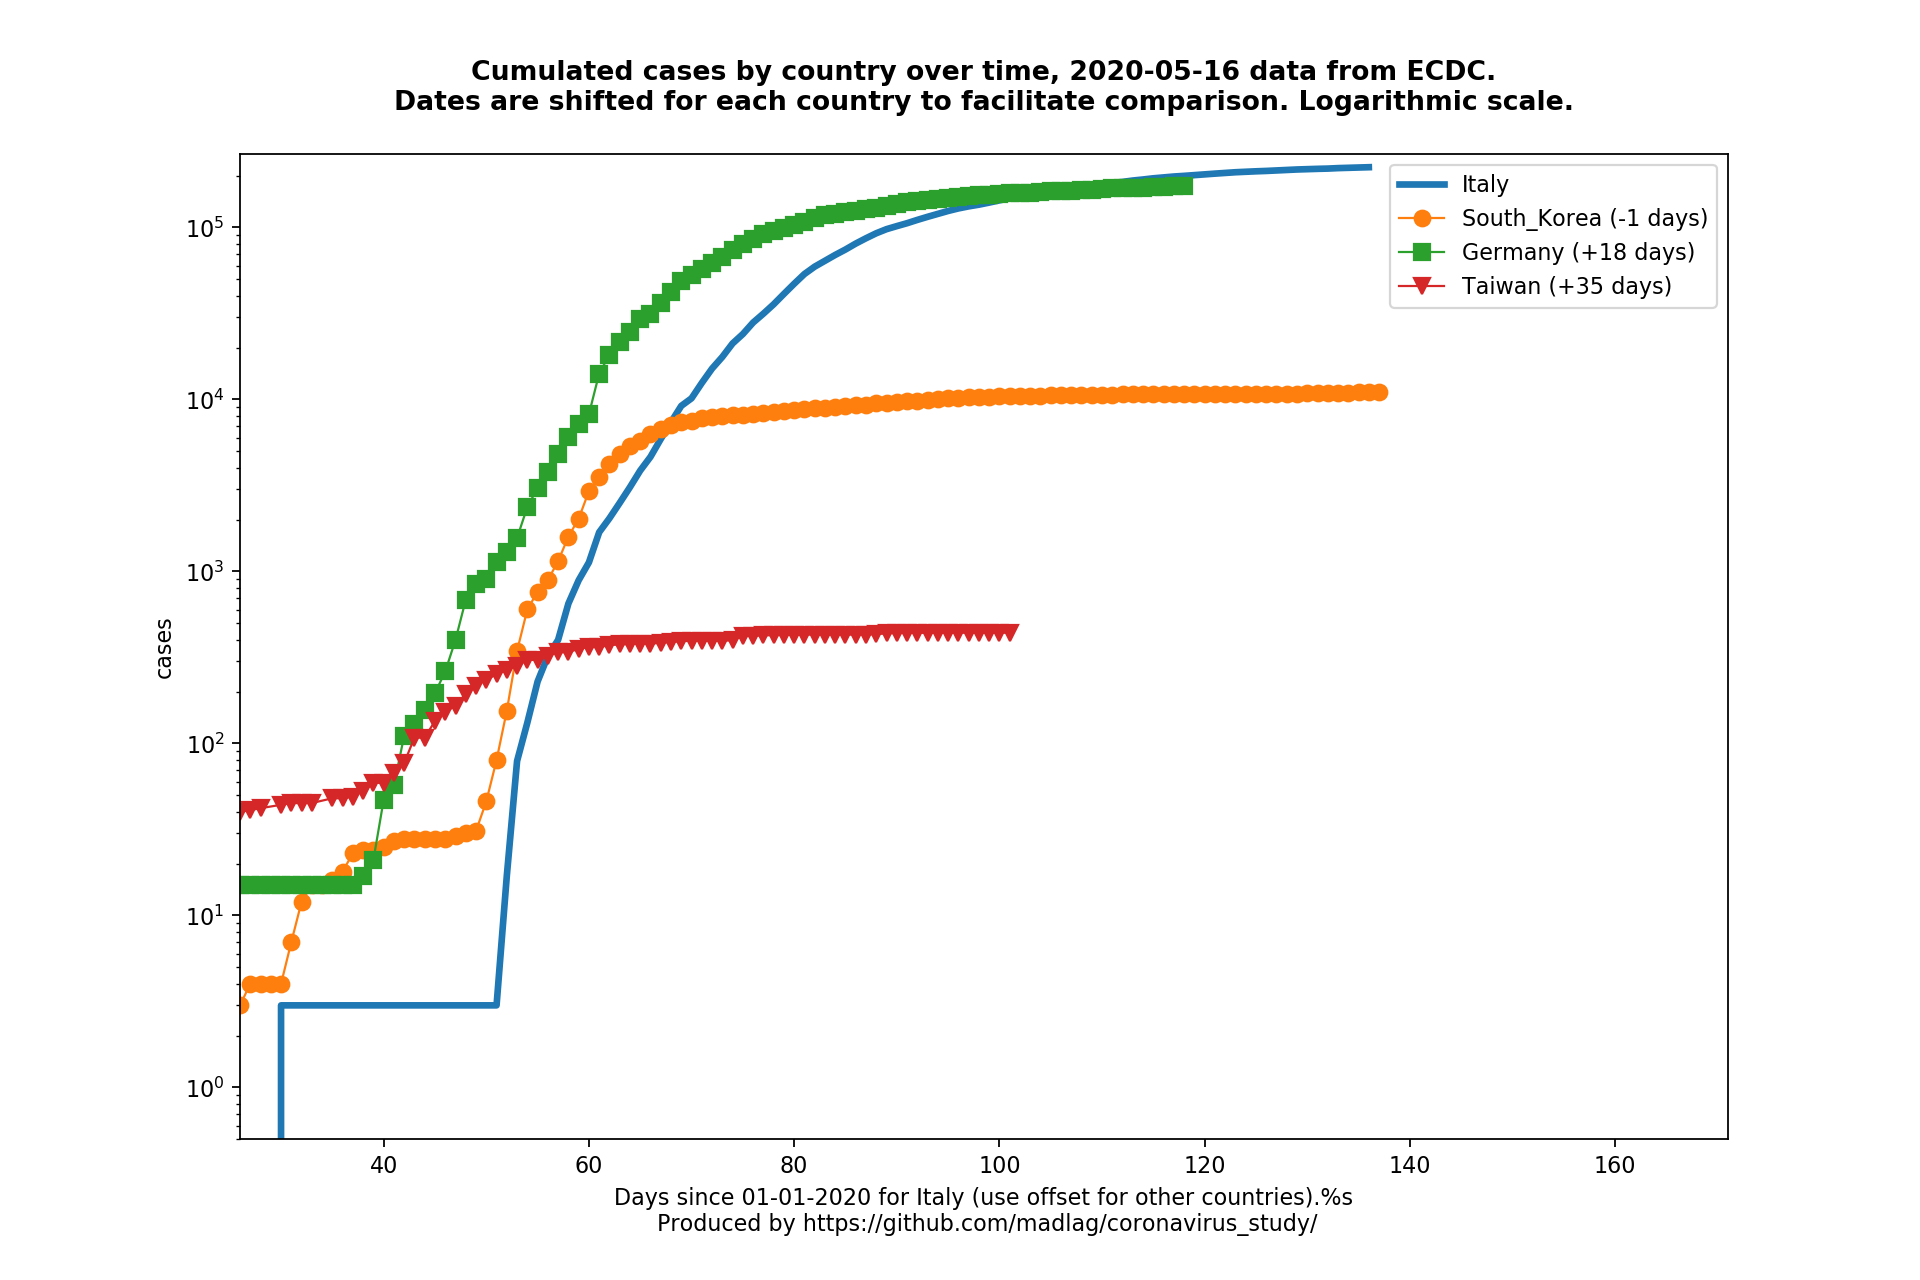 Cumulated cases by country over time, 2020-05-16 data from ECDC.
Dates are shifted for each country to facilitate comparison. Logarithmic scale.
Italy
South_Korea (-1 days)
Germany (+18 days)
Taiwan (+35 days)
cases
10⁵
10⁴
10³
10²
10¹
10⁰
40 60 80 100 120 140 160
Days since 01-01-2020 for Italy (use offset for other countries).%s
Produced by https://github.com/madlag/coronavirus_study/